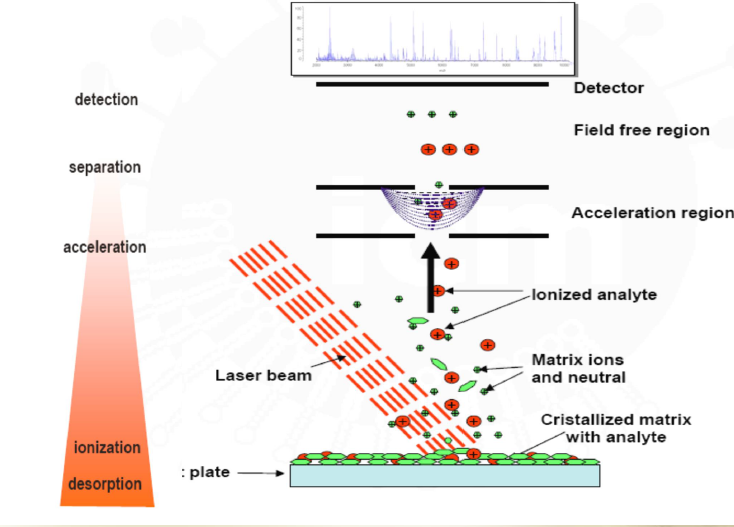 Detector
detection
Field free region
separation
Acceleration region
acceleration
Ionized analyte
Laser beam
Matrix ions
and neutral
Cristallized matrix
with analyte
ionization
: plate
desorption